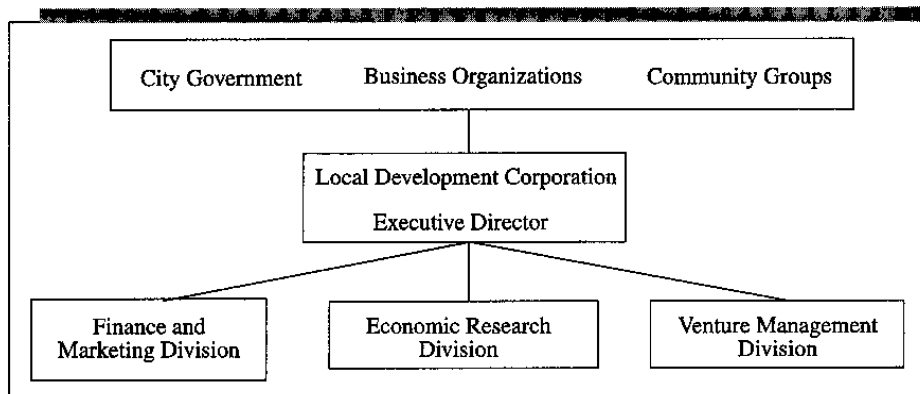 City Government Business Organizations Community Groups
Local Development Corporation
Executive Director
Finance and
Marketing Division
Economic Research
Division
Venture Management
Division